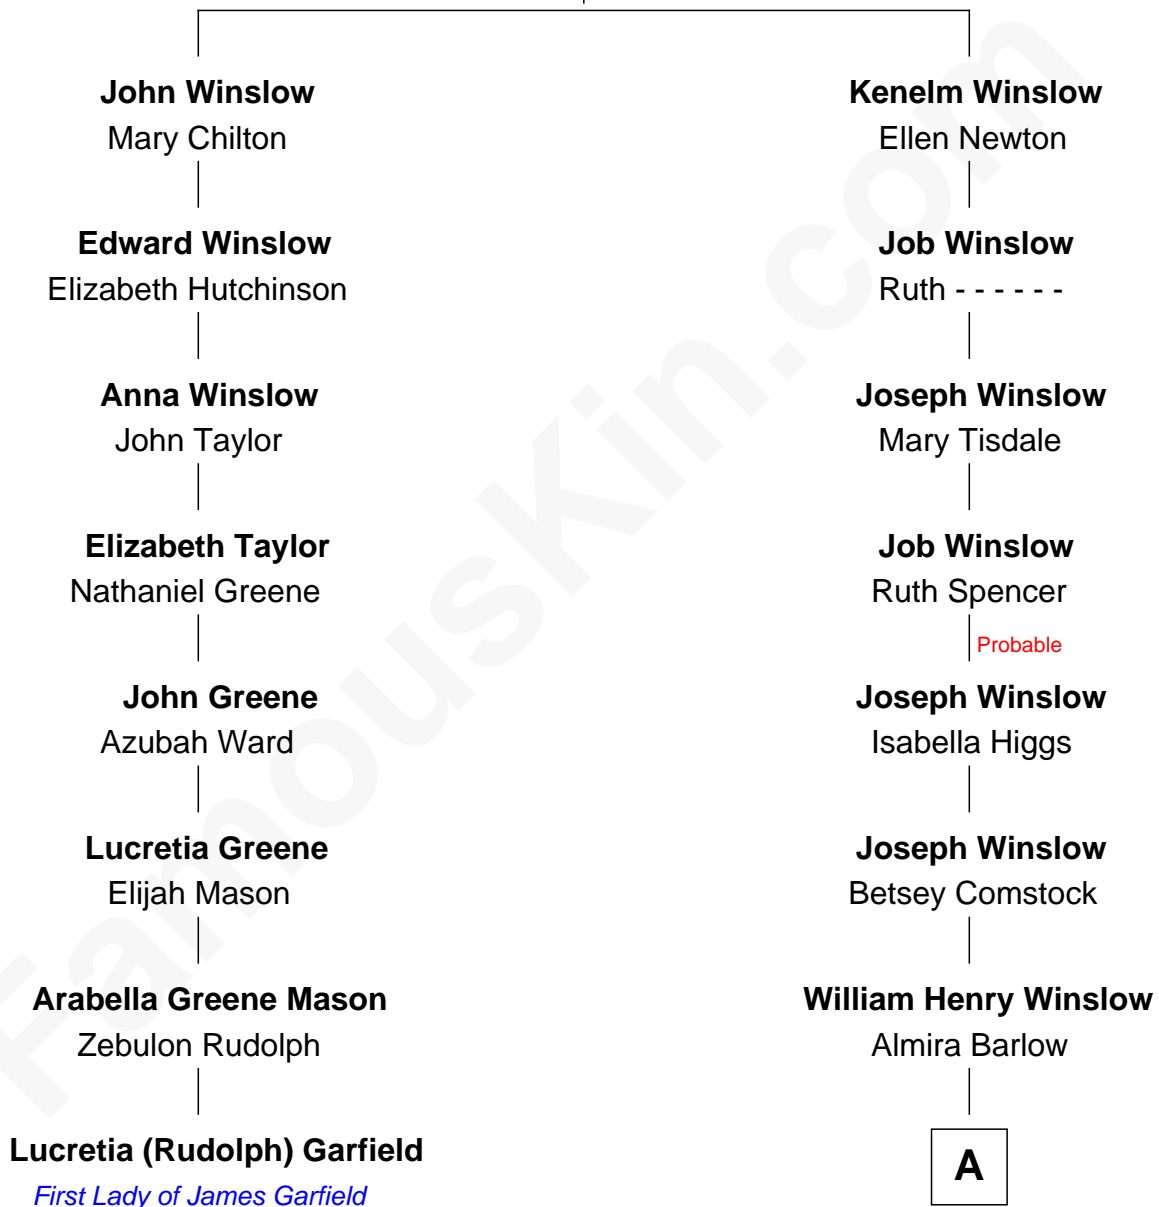 John Winslow
Mary Chilton
Edward Winslow
Elizabeth Hutchinson
Anna Winslow
John Taylor
Elizabeth Taylor
Nathaniel Greene
John Greene
Azubah Ward
Lucretia Greene
Elijah Mason
Arabella Greene Mason
Zebulon Rudolph
Lucretia (Rudolph) Garfield
First Lady of James Garfield
Kenelm Winslow
Ellen Newton
Job Winslow
Ruth - - - - - -
Joseph Winslow
Mary Tisdale
Job Winslow
Ruth Spencer
Probable
Joseph Winslow
Isabella Higgs
Joseph Winslow
Betsey Comstock
William Henry Winslow
Almira Barlow
A
FamousKin.com